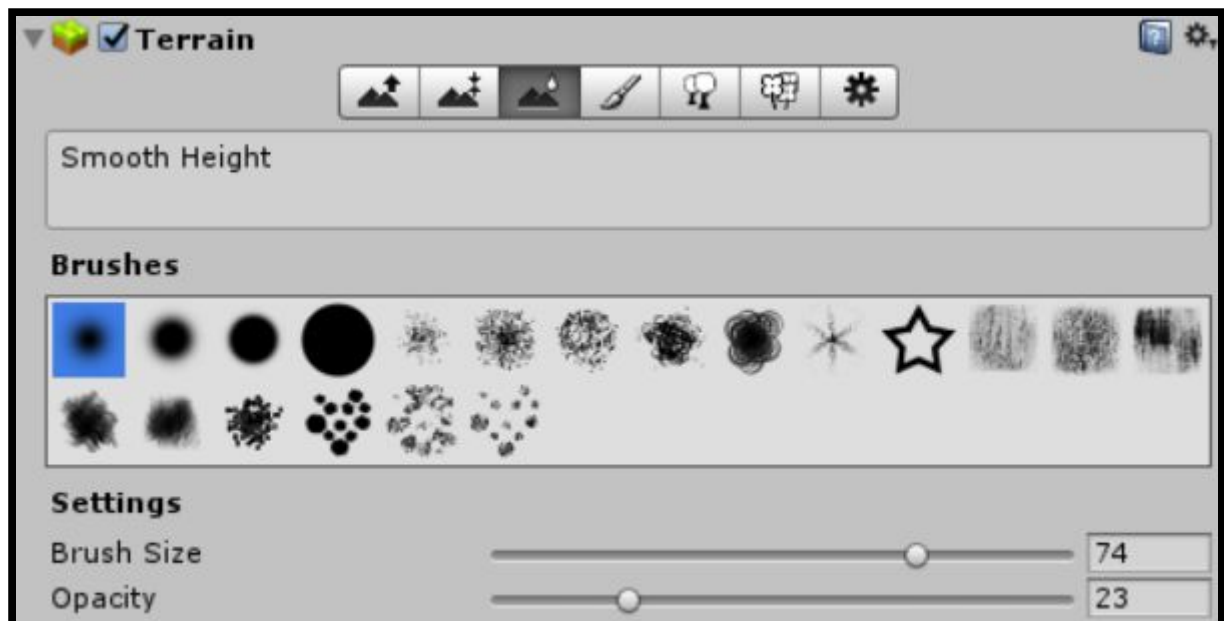 Terrain
Smooth Height
Brushes
Settings
Brush Size 74
Opacity 23